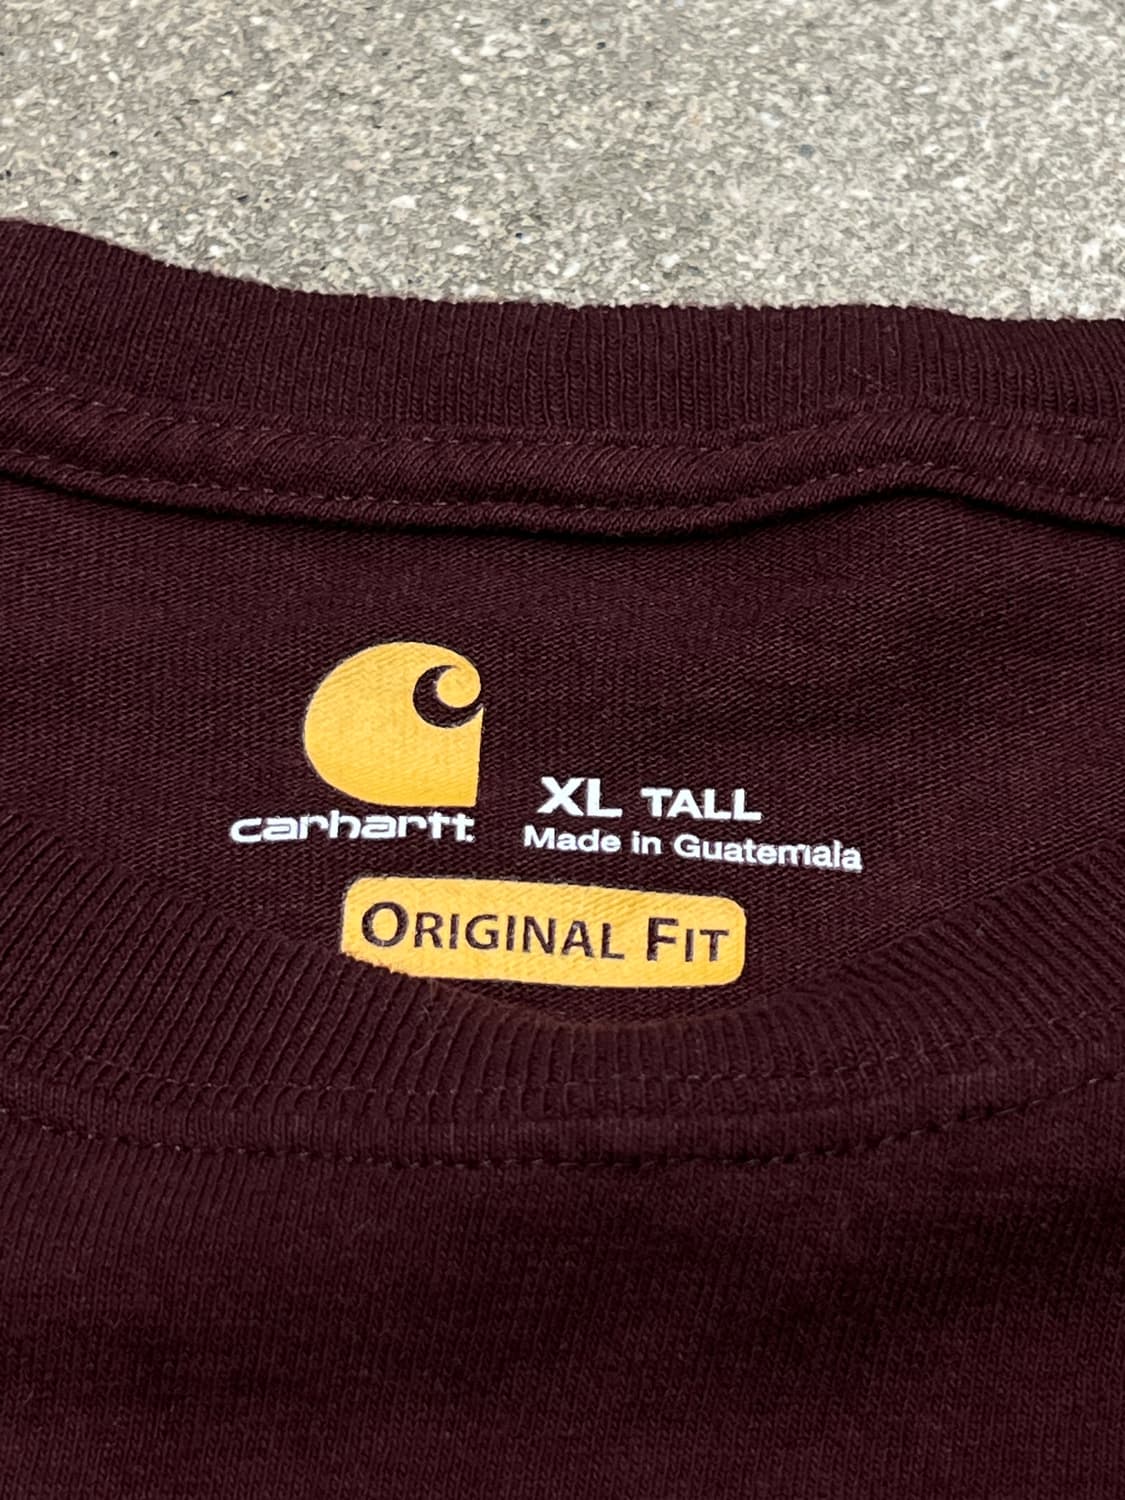 carhartt
XL TALL
Made in Guatemala
ORIGINAL FIT